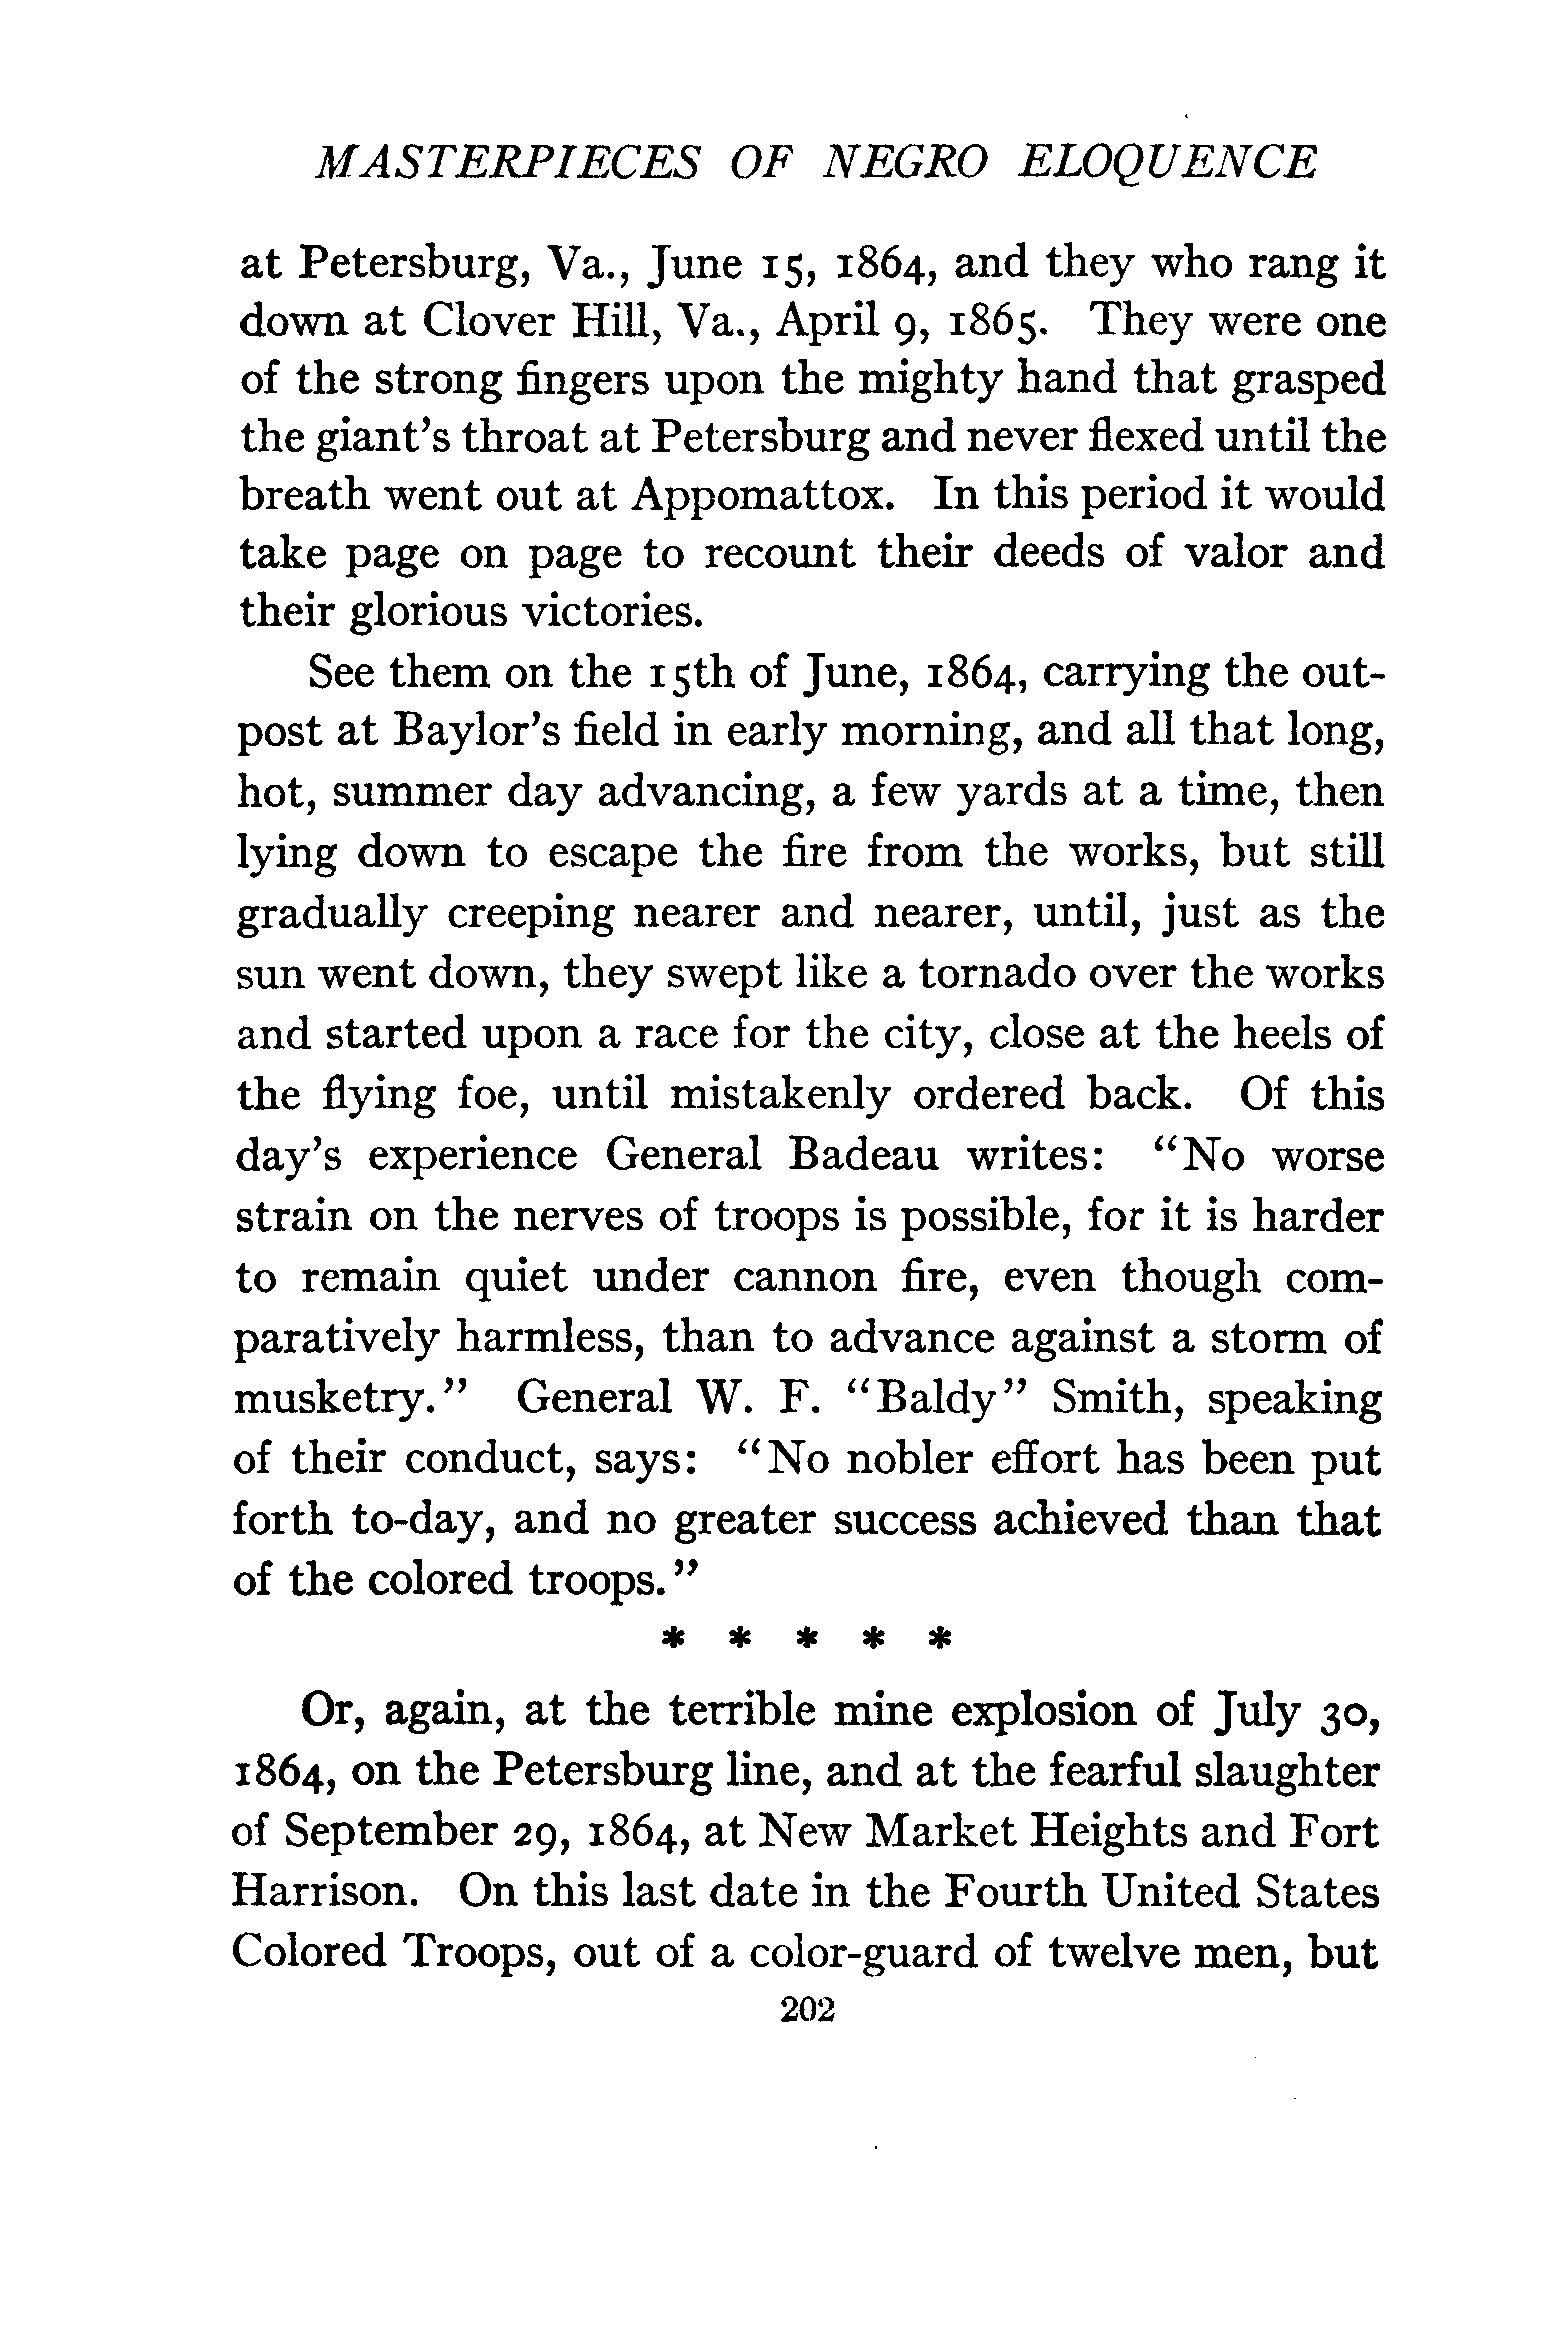 MASTERPIECES OF NEGRO ELOQUENCE
at Petersburg, Va., June 15, 1864, and they who rang it
down at Clover Hill, Va., April 9, 1865. They were one
of the strong fingers upon the mighty hand that grasped
the giant's throat at Petersburg and never flexed until the
breath went out at Appomattox. In this period it would
take page on page to recount their deeds of valor and
their glorious victories.
See them on the 15th of June, 1864, carrying the out-
post at Baylor's field in early morning, and all that long,
hot, summer day advancing, a few yards at a time, then
lying down to escape the fire from the works, but still
gradually creeping nearer and nearer, until, just as the
sun went down, they swept like a tornado over the works
and started upon a race for the city, close at the heels of
the flying foe, until mistakenly ordered back. Of this
day's experience General Badeau writes: “No worse
strain on the nerves of troops is possible, for it is harder
to remain quiet under cannon fire, even though com-
paratively harmless, than to advance against a storm of
musketry.” General W. F. “Baldy” Smith, speaking
of their conduct, says: “No nobler effort has been put
forth to-day, and no greater success achieved than that
of the colored troops.”
* * * * *
Or, again, at the terrible mine explosion of July 30,
1864, on the Petersburg line, and at the fearful slaughter
of September 29, 1864, at New Market Heights and Fort
Harrison. On this last date in the Fourth United States
Colored Troops, out of a color-guard of twelve men, but
202